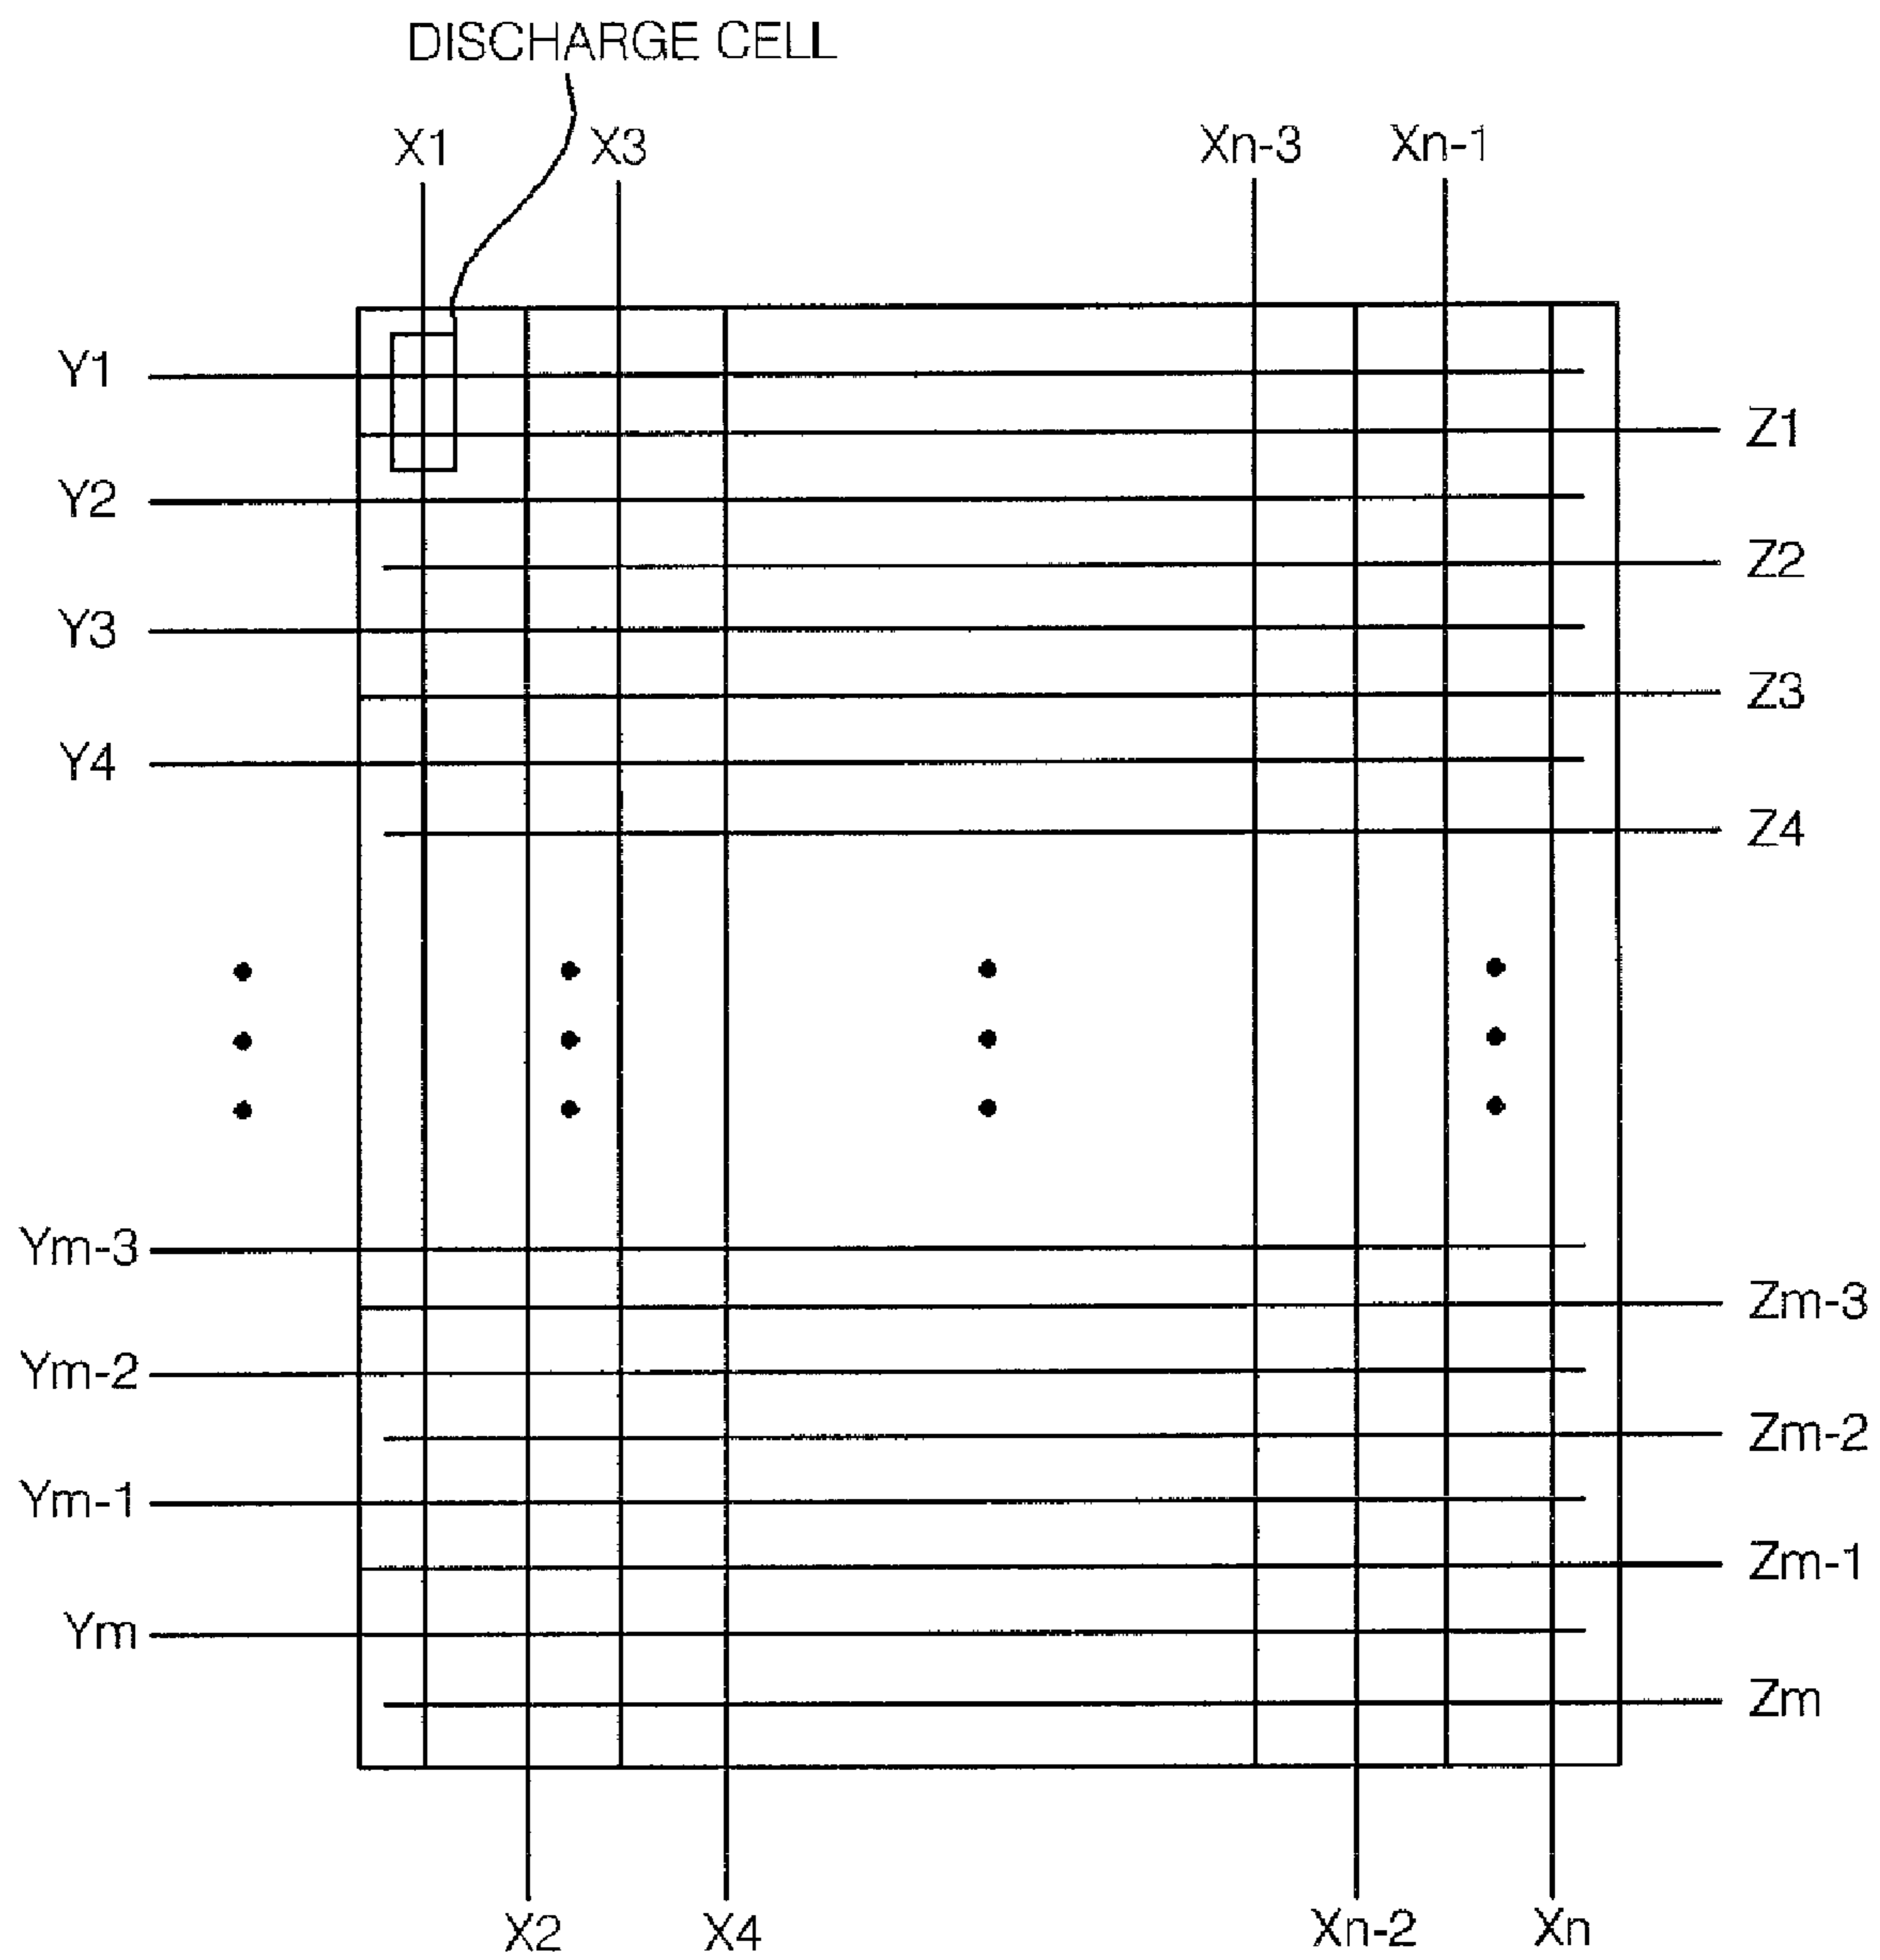 DISCHARGE CELL
X1 X3 Xn-3 Xn-1
Y1
Z1
Y2
Z2
Y3
Z3
Y4
Z4
Ym-3
Zm-3
Ym-2
Zm-2
Ym-1
Zm-1
Ym
Zm
X2 X4 Xn-2 Xn